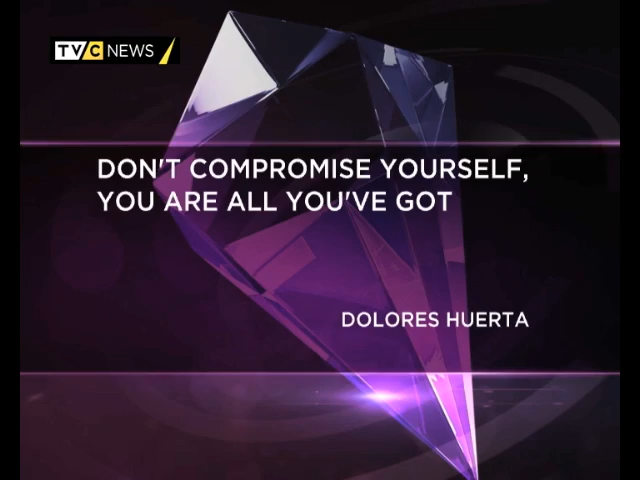 TVC NEWS
DON'T COMPROMISE YOURSELF,
YOU ARE ALL YOU'VE GOT
DOLORES HUERTA